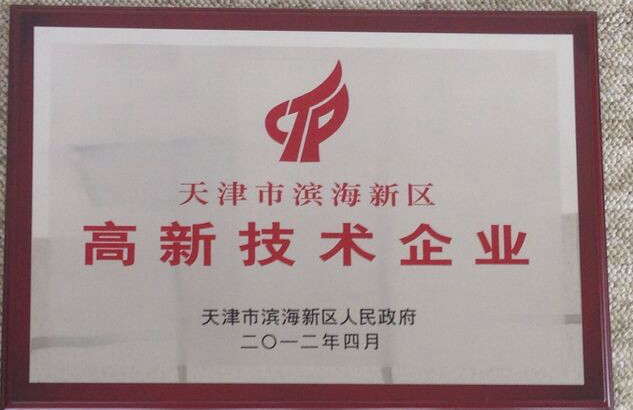 天津市滨海新区
高新技术企业
天津市滨海新区人民政府
二〇一二年四月